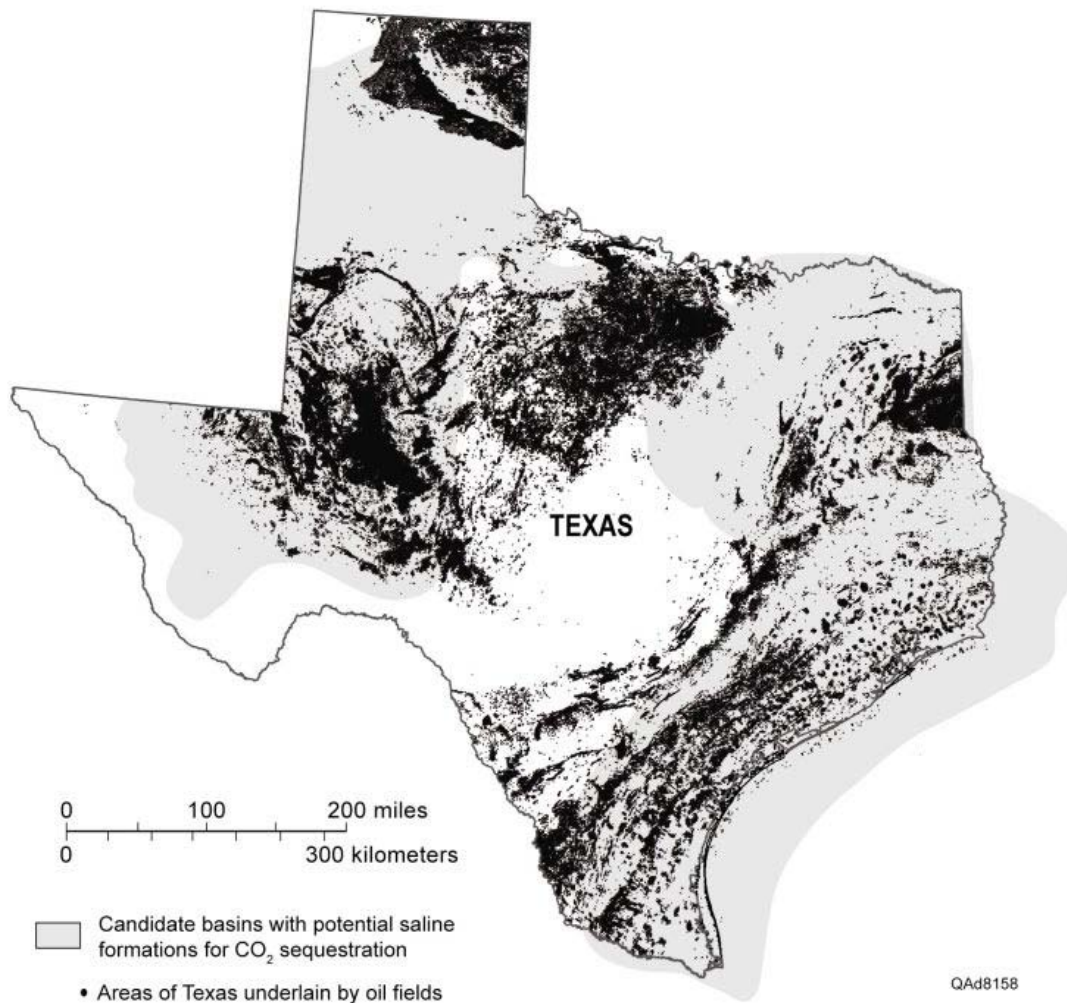 TEXAS
0 100 200 miles
0 300 kilometers
Candidate basins with potential saline
formations for CO₂ sequestration
• Areas of Texas underlain by oil fields
QAd8158